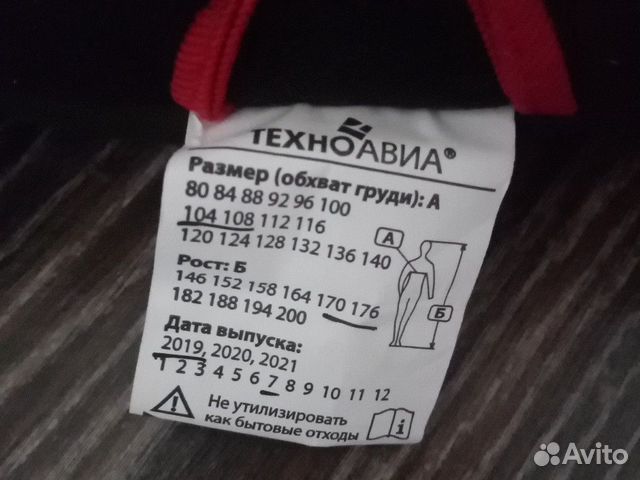 ТЕХНОАВИА®
Размер (обхват груди): А
80 84 88 92 96 100
104 108 112 116
120 124 128 132 136 140
А
Рост: Б
146 152 158 164 170 176
182 188 194 200
Б
Дата выпуска:
2019, 2020, 2021
1 2 3 4 5 6 7 8 9 10 11 12
Не утилизировать
как бытовые отходы
i
Avito